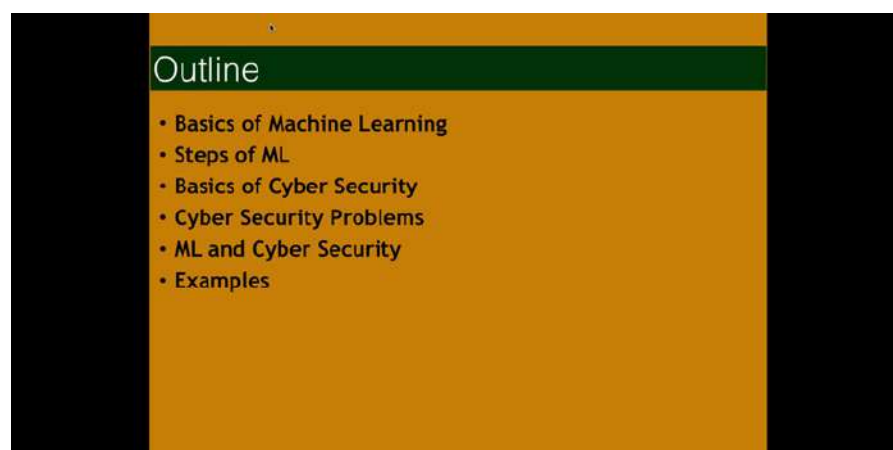 Outline
• Basics of Machine Learning
• Steps of ML
• Basics of Cyber Security
• Cyber Security Problems
• ML and Cyber Security
• Examples